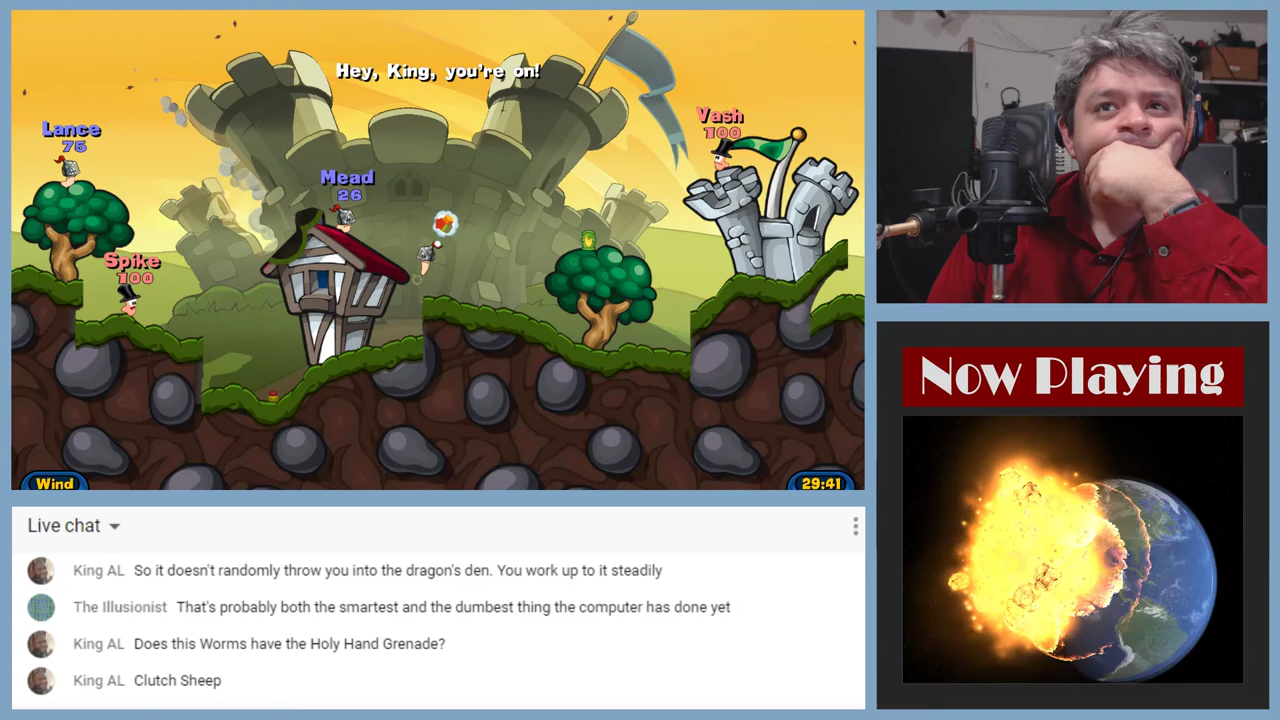 Hey, King, you're on!
Lance
75
Mead
26
Spike
100
Vash
100
Wind
29:41
Now Playing
Live chat
King AL So it doesn't randomly throw you into the dragon's den. You work up to it steadily
The Illusionist That's probably both the smartest and the dumbest thing the computer has done yet
King AL Does this Worms have the Holy Hand Grenade?
King AL Clutch Sheep